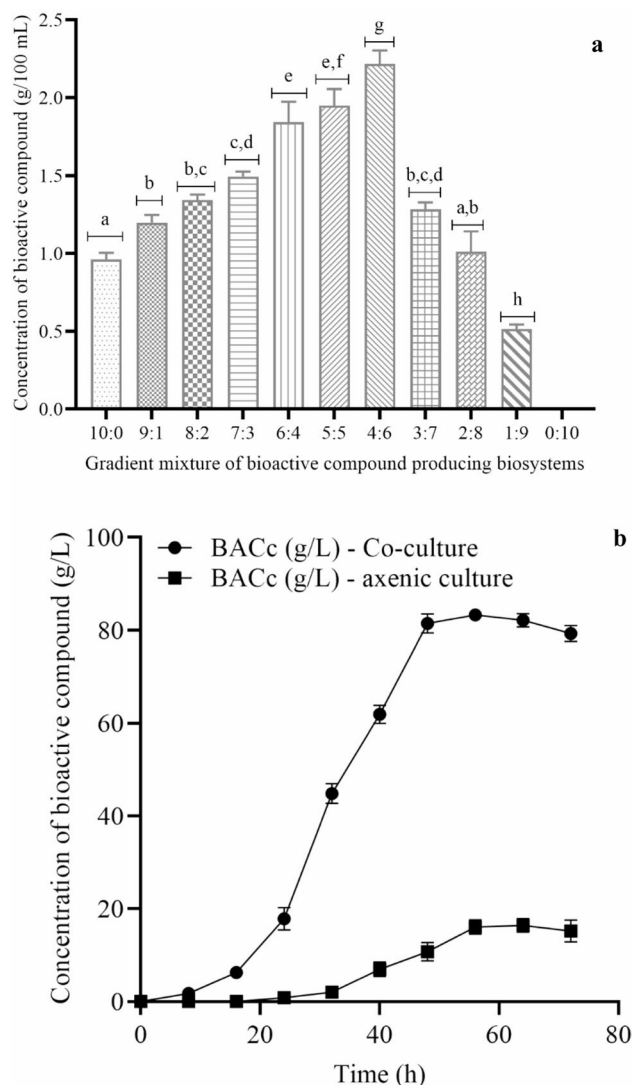 a
Concentration of bioactive compound (g/100 mL)
2.5
2.0
1.5
1.0
0.5
0.0
a
b
b,c
c,d
e
e,f
g
b,c,d
a,b
h
10:0 9:1 8:2 7:3 6:4 5:5 4:6 3:7 2:8 1:9 0:10
Gradient mixture of bioactive compound producing biosystems
b
BACc (g/L) - Co-culture
BACc (g/L) - axenic culture
Concentration of bioactive compound (g/L)
100
80
60
40
20
0
0 20 40 60 80
Time (h)